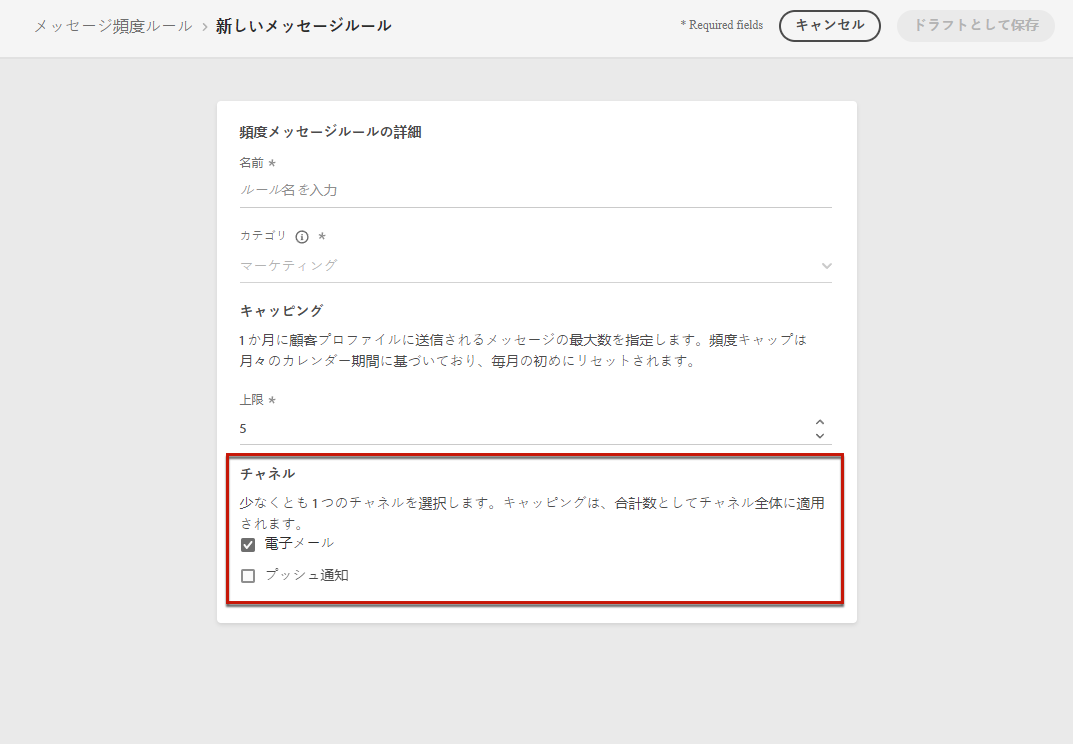 メッセージ頻度ルール › 新しいメッセージルール
* Required fields
キャンセル
ドラフトとして保存
頻度メッセージルールの詳細
名前 *
ルール名を入力
カテゴリ *
マーケティング
キャッピング
1 か月に顧客プロファイルに送信されるメッセージの最大数を指定します。頻度キャップは
月々のカレンダー期間に基づいており、毎月の初めにリセットされます。
上限 *
5
チャネル
少なくとも 1 つのチャネルを選択します。キャッピングは、合計数としてチャネル全体に適用
されます。
電子メール
プッシュ通知